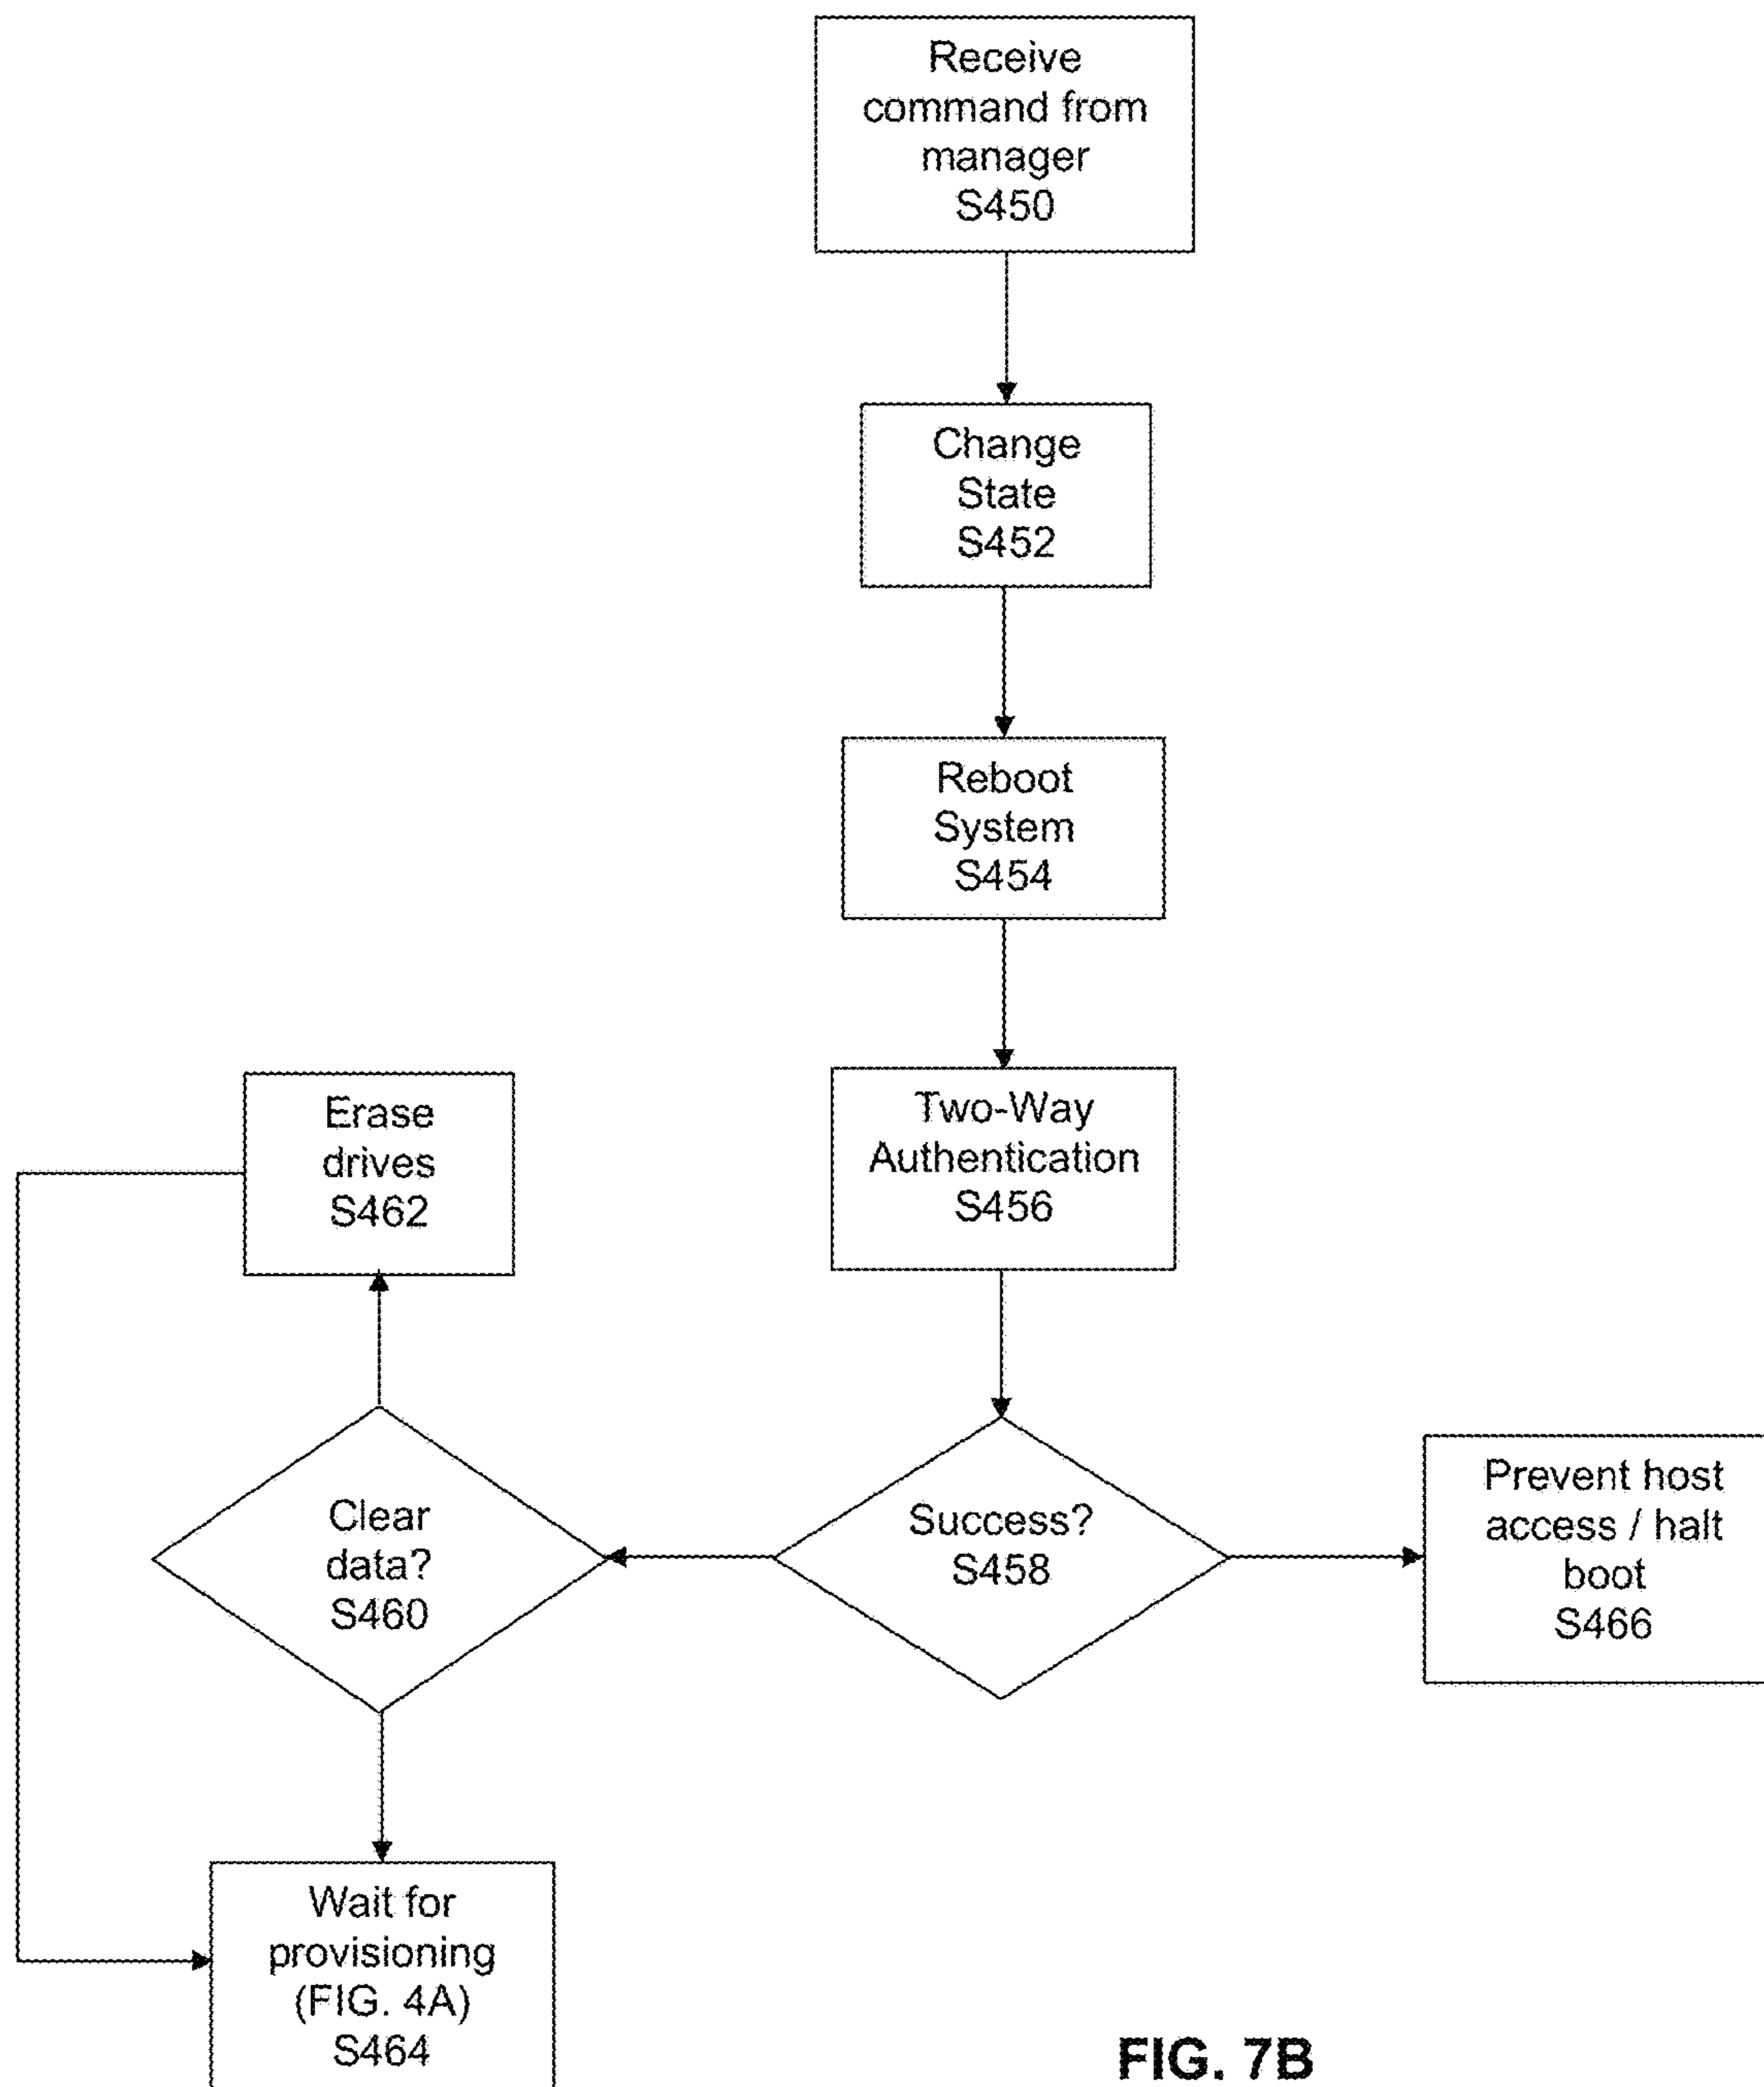 Receive
command from
manager
S450
Change
State
S452
Reboot
System
S454
Two-Way
Authentication
S456
Erase
drives
S462
Success?
S458
Clear
data?
S460
Prevent host
access / halt
boot
S466
Wait for
provisioning
(FIG. 4A)
S464
FIG. 7B